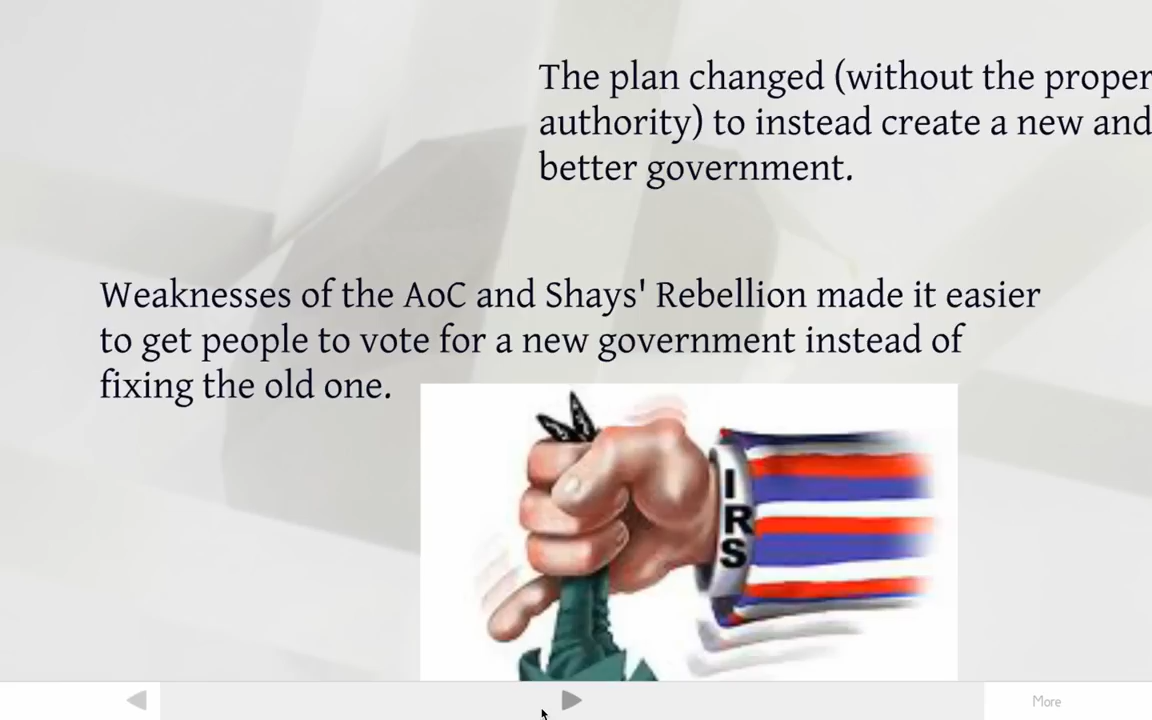 The plan changed (without the proper
authority) to instead create a new and
better government.
Weaknesses of the AoC and Shays' Rebellion made it easier
to get people to vote for a new government instead of
fixing the old one.
I
R
S
More